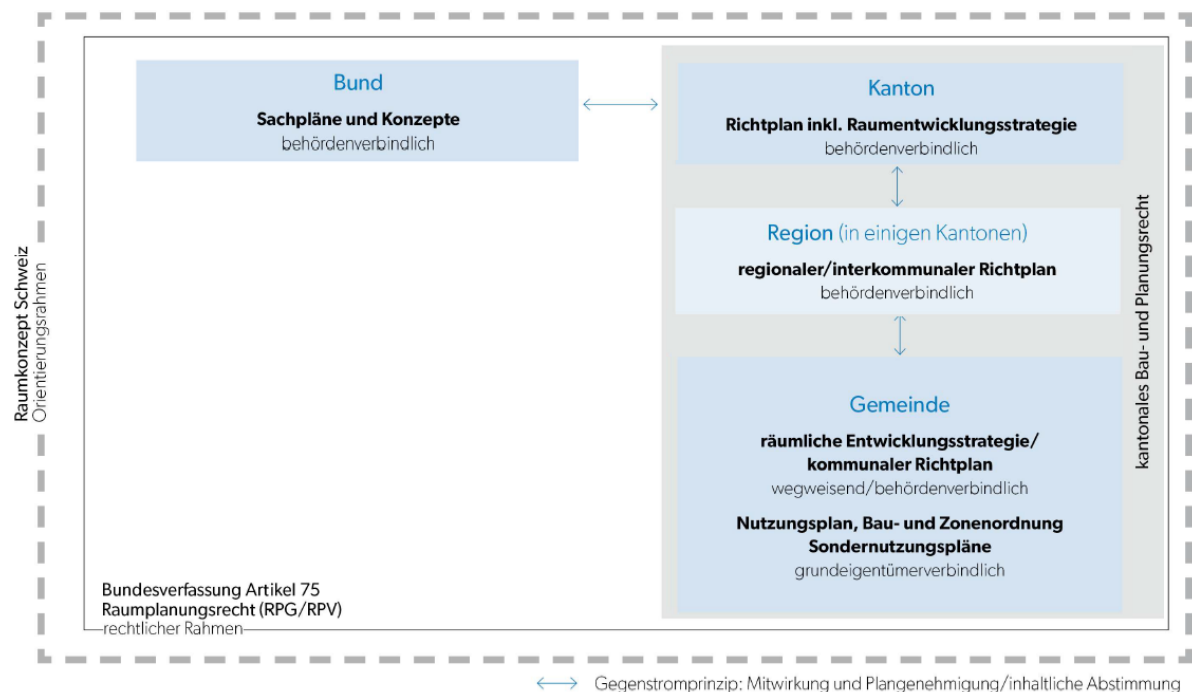 Bund
Sachpläne und Konzepte
behördenverbindlich
Kanton
Richtplan inkl. Raumentwicklungsstrategie
behördenverbindlich
Region (in einigen Kantonen)
regionaler/interkommunaler Richtplan
behördenverbindlich
Gemeinde
räumliche Entwicklungsstrategie/
kommunaler Richtplan
wegweisend/behördenverbindlich
Nutzungsplan, Bau- und Zonenordnung
Sondernutzungspläne
grundeigentümerverbindlich
kantonales Bau- und Planungsrecht
Raumkonzept Schweiz
Orientierungsrahmen
Bundesverfassung Artikel 75
Raumplanungsrecht (RPG/RPV)
rechtlicher Rahmen
Gegenstromprinzip: Mitwirkung und Plangenehmigung/inhaltliche Abstimmung